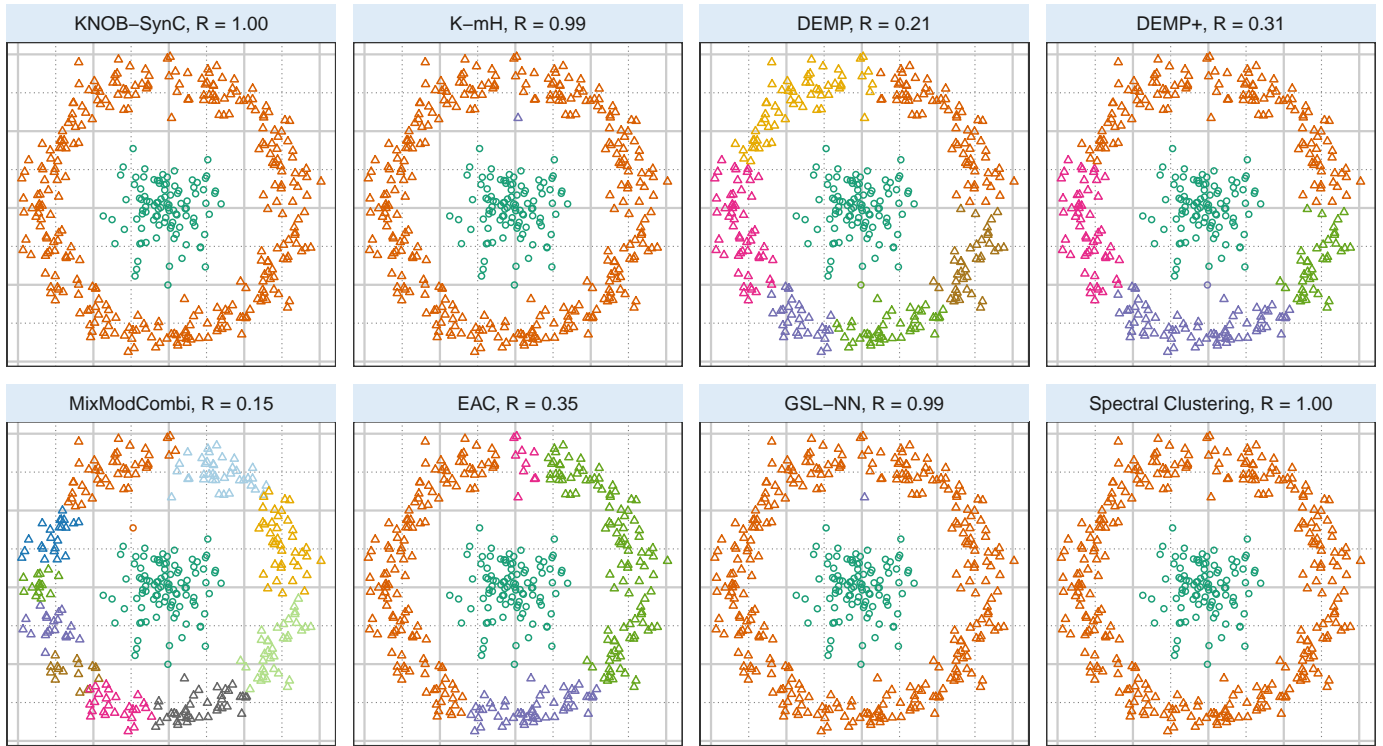 KNOB−SynC, R = 1.00
K−mH, R = 0.99
DEMP, R = 0.21
DEMP+, R = 0.31
MixModCombi, R = 0.15
EAC, R = 0.35
GSL−NN, R = 0.99
Spectral Clustering, R = 1.00